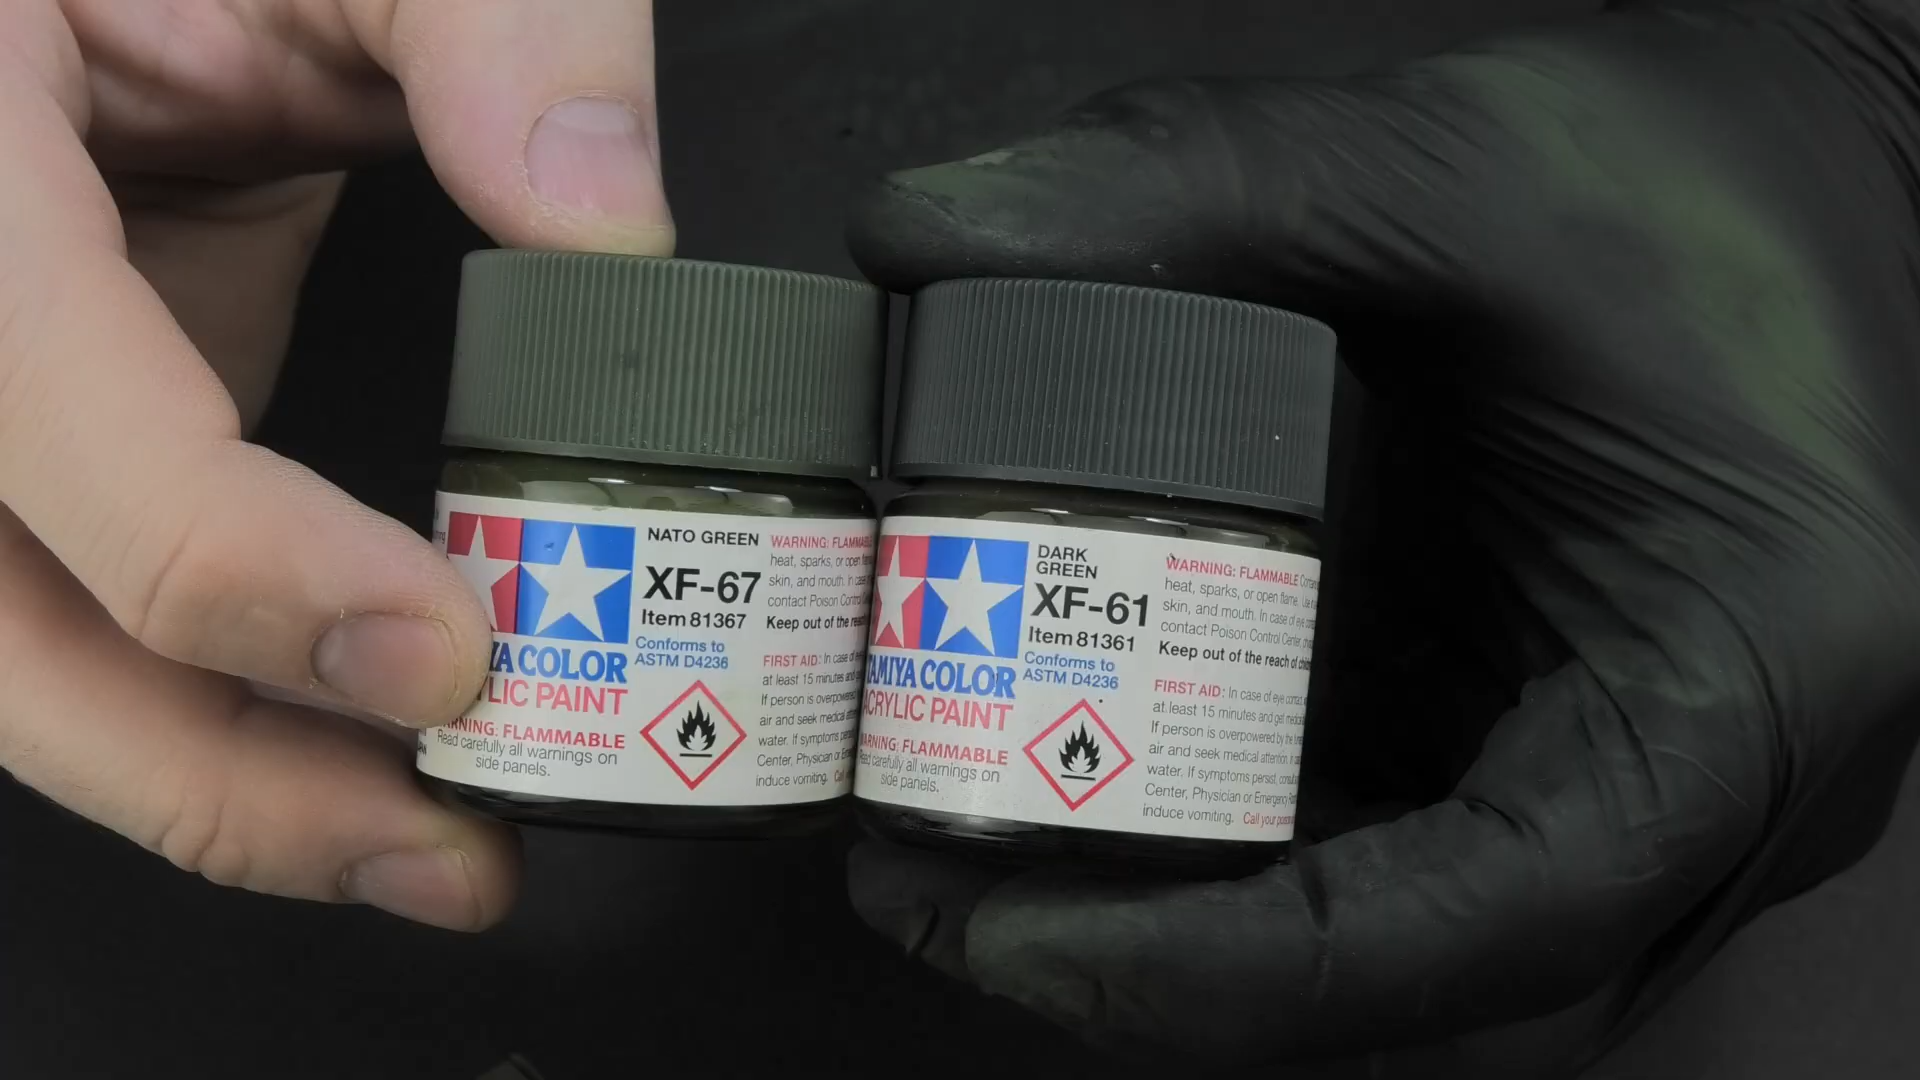 NATO GREEN
XF-67
Item 81367
Conforms to
ASTM D4236
COLOR
PAINT
FLAMMABLE
Read carefully all warnings on
side panels.
WARNING:
heat, sparks, or open
skin, and mouth. In case
contact Poison Control
Keep out of the
FIRST AID: In case of
at least 15 minutes
If person is overpowered
air and seek medical
water. If symptoms
Center, Physician or
induce vomiting.
DARK
GREEN
XF-61
Item 81361
Conforms to
ASTM D4236
TAMIYA COLOR
ACRYLIC PAINT
WARNING: FLAMMABLE
Read carefully all warnings on
side panels.
WARNING: FLAMMABLE
heat, sparks, or open flame.
skin, and mouth. In case of eye
contact Poison Control Center,
Keep out of the reach of
FIRST AID: In case of eye contact,
at least 15 minutes and get
If person is overpowered by the
air and seek medical attention.
water. If symptoms persist,
Center, Physician or Emergency
induce vomiting. Call your